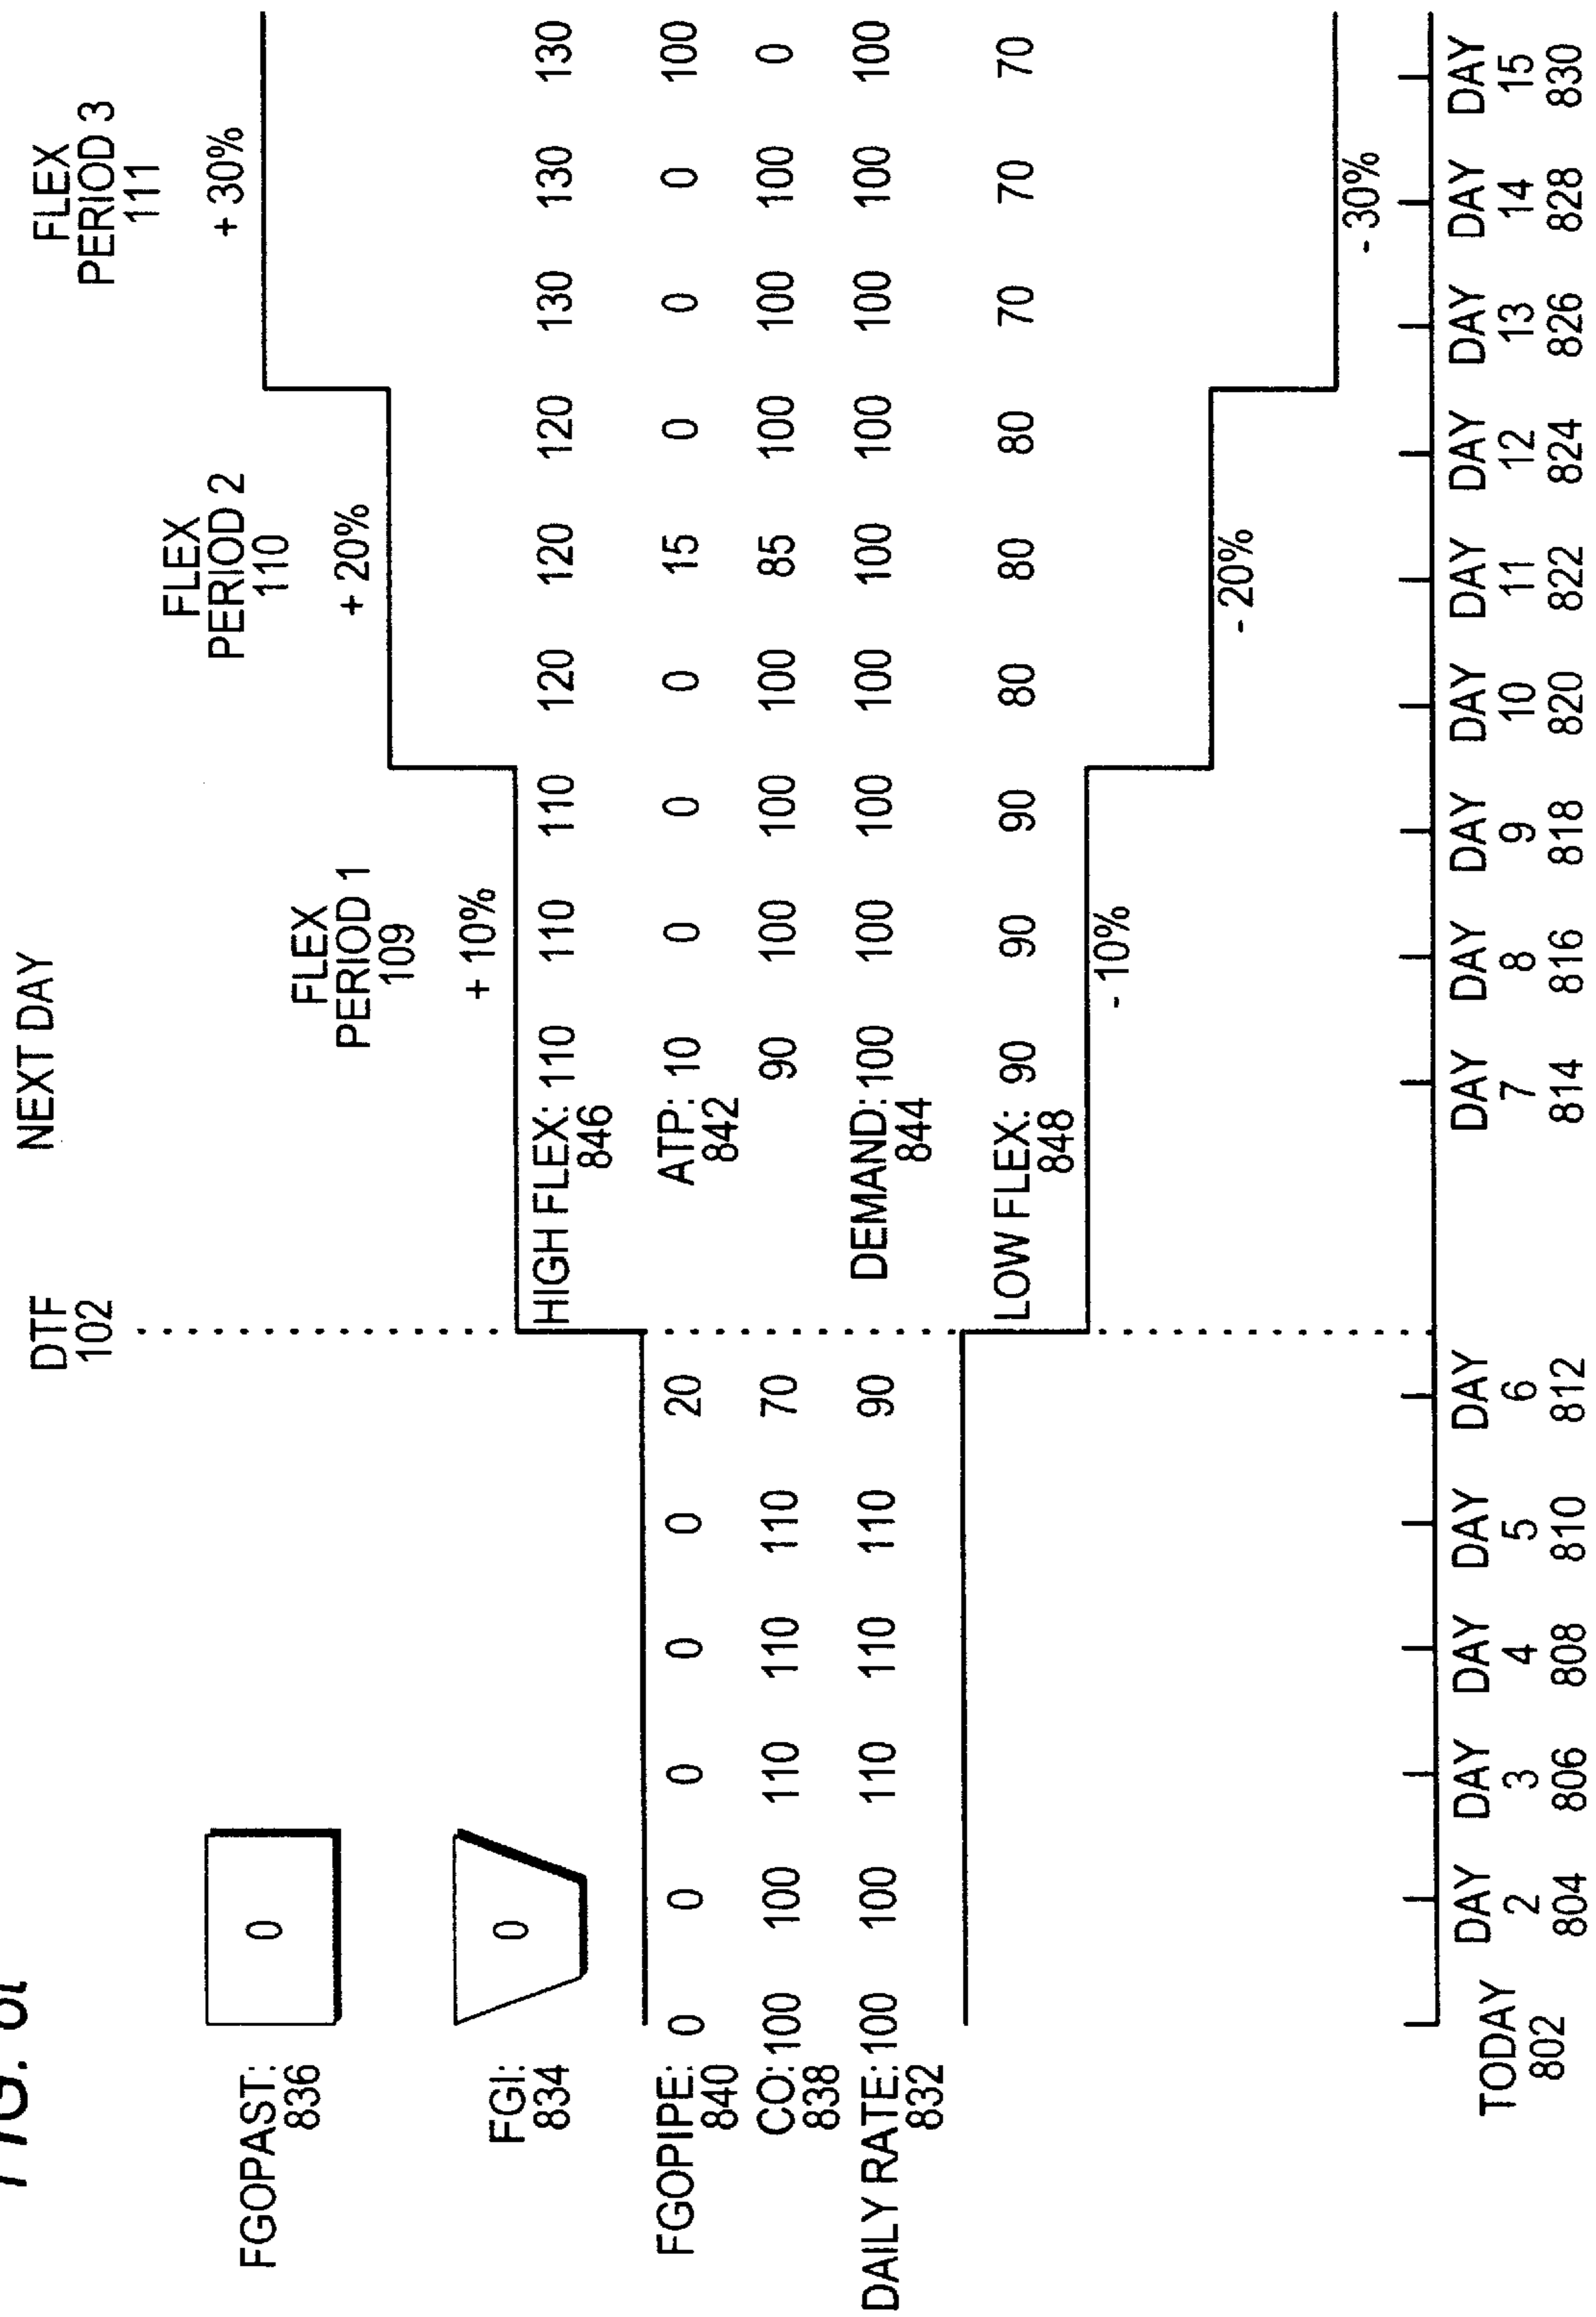 NEXT DAY
DTF
102
FLEX
PERIOD 1
109
+ 10%
FLEX
PERIOD 2
110
+ 20%
FLEX
PERIOD 3
111
+ 30%
FGOPAST:
836
0
FGI:
834
0
HIGH FLEX: 110 110 110 120 120 120 130 130 130
846
FGOPIPE: 0 0 0 0 0 20
840
ATP: 10 0 0 0 15 0 0 0 100
842
CO: 100 100 110 110 110 70 90 100 100 100 85 100 100 100 0
838
DAILY RATE: 100 100 110 110 110 90
832
DEMAND: 100 100 100 100 100 100 100 100 100
844
LOW FLEX: 90 90 90 80 80 80 70 70 70
848
- 10%
- 20%
- 30%
TODAY
802
DAY
2
804
DAY
3
806
DAY
4
808
DAY
5
810
DAY
6
812
DAY
7
814
DAY
8
816
DAY
9
818
DAY
10
820
DAY
11
822
DAY
12
824
DAY
13
826
DAY
14
828
DAY
15
830